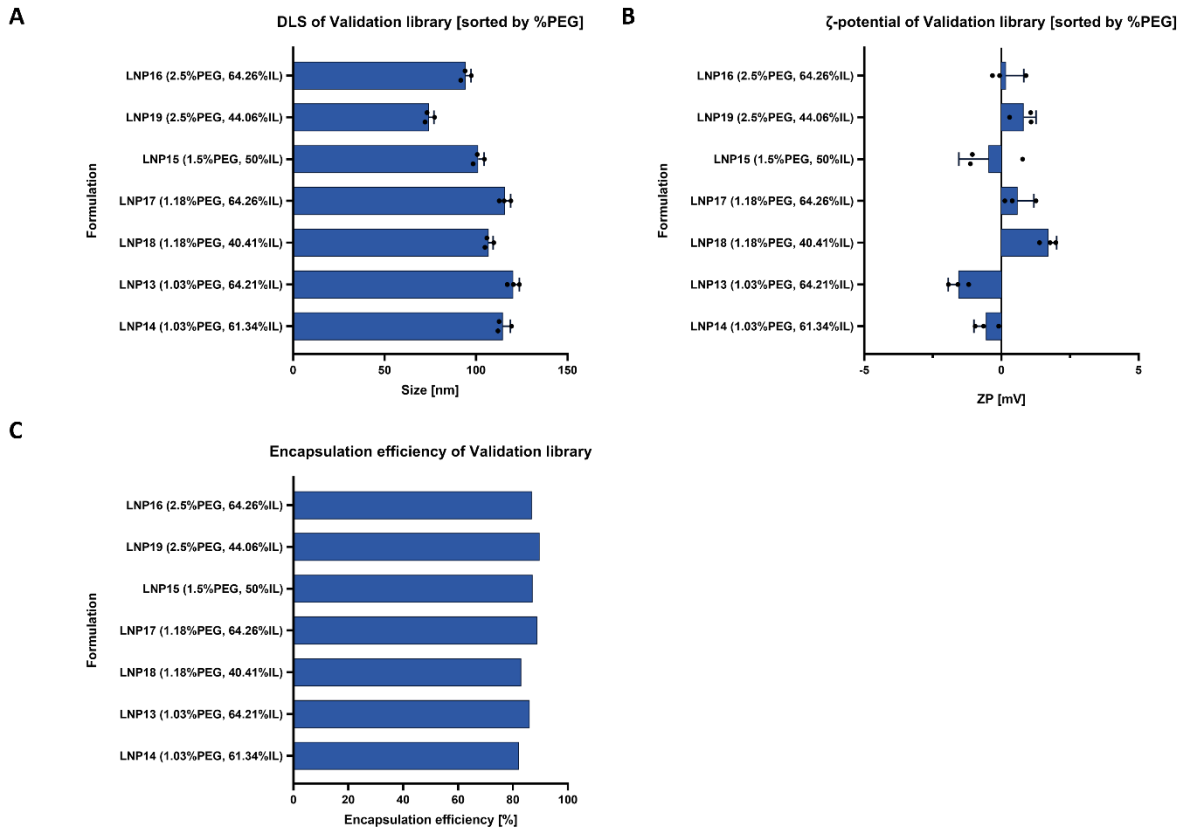 A
DLS of Validation library [sorted by %PEG]
Formulation
LNP16 (2.5%PEG, 64.26%IL)
LNP19 (2.5%PEG, 44.06%IL)
LNP15 (1.5%PEG, 50%IL)
LNP17 (1.18%PEG, 64.26%IL)
LNP18 (1.18%PEG, 40.41%IL)
LNP13 (1.03%PEG, 64.21%IL)
LNP14 (1.03%PEG, 61.34%IL)
0 50 100 150
Size [nm]
B
ζ-potential of Validation library [sorted by %PEG]
Formulation
LNP16 (2.5%PEG, 64.26%IL)
LNP19 (2.5%PEG, 44.06%IL)
LNP15 (1.5%PEG, 50%IL)
LNP17 (1.18%PEG, 64.26%IL)
LNP18 (1.18%PEG, 40.41%IL)
LNP13 (1.03%PEG, 64.21%IL)
LNP14 (1.03%PEG, 61.34%IL)
-5 0 5
ZP [mV]
C
Encapsulation efficiency of Validation library
Formulation
LNP16 (2.5%PEG, 64.26%IL)
LNP19 (2.5%PEG, 44.06%IL)
LNP15 (1.5%PEG, 50%IL)
LNP17 (1.18%PEG, 64.26%IL)
LNP18 (1.18%PEG, 40.41%IL)
LNP13 (1.03%PEG, 64.21%IL)
LNP14 (1.03%PEG, 61.34%IL)
0 20 40 60 80 100
Encapsulation efficiency [%]